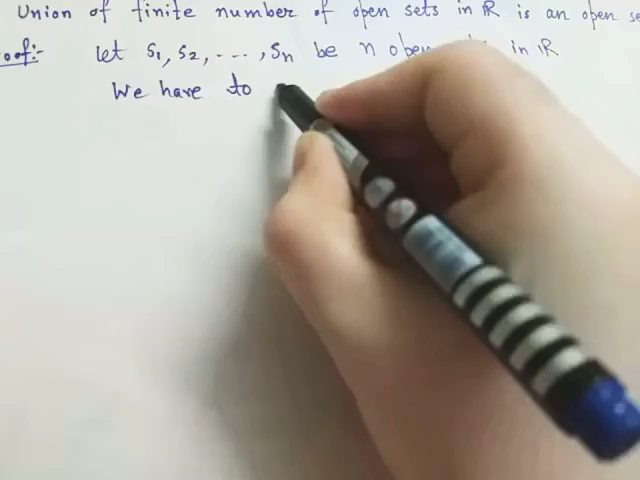 Union of finite number of open sets in ℝ is an open se
oof:- Let S₁, S₂, ...., Sₙ be n open in ℝ
We have to